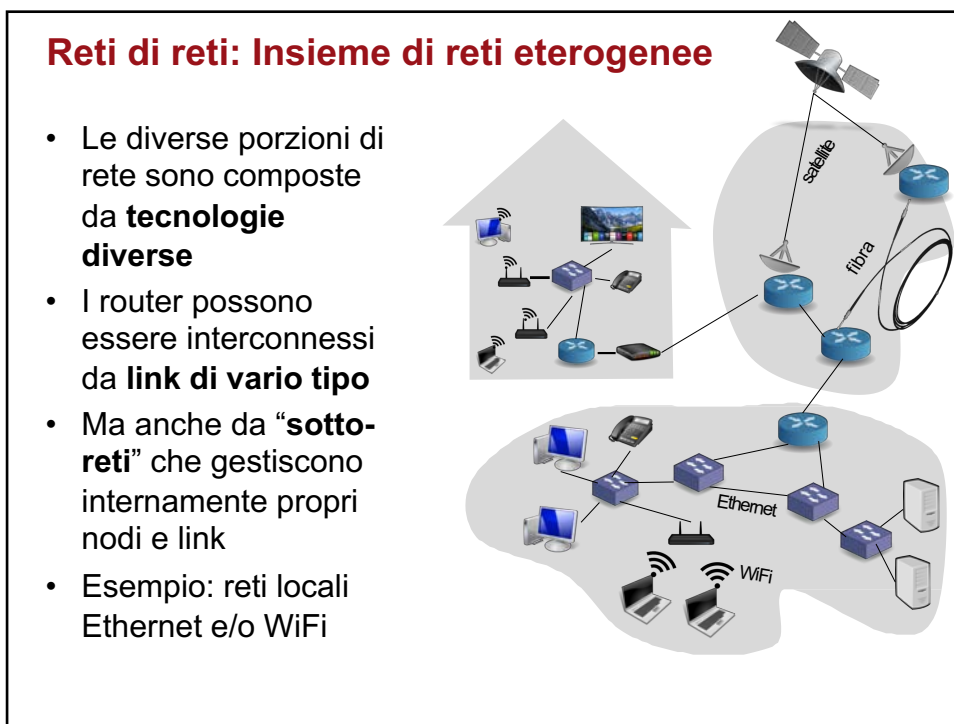 Reti di reti: Insieme di reti eterogenee
• Le diverse porzioni di
rete sono composte
da tecnologie
diverse
• I router possono
essere interconnessi
da link di vario tipo
• Ma anche da “sotto-
reti” che gestiscono
internamente propri
nodi e link
• Esempio: reti locali
Ethernet e/o WiFi
satellite
fibra
Ethernet
WiFi